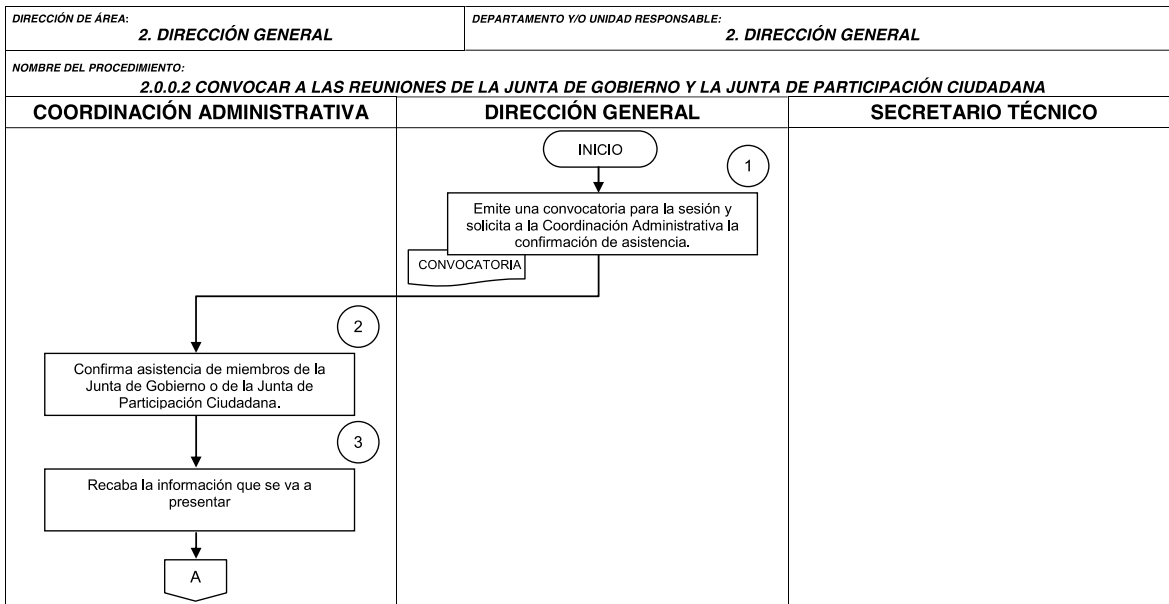 DIRECCIÓN DE ÁREA:
2. DIRECCIÓN GENERAL
DEPARTAMENTO Y/O UNIDAD RESPONSABLE:
2. DIRECCIÓN GENERAL
NOMBRE DEL PROCEDIMIENTO:
2.0.0.2 CONVOCAR A LAS REUNIONES DE LA JUNTA DE GOBIERNO Y LA JUNTA DE PARTICIPACIÓN CIUDADANA
COORDINACIÓN ADMINISTRATIVA
DIRECCIÓN GENERAL
SECRETARIO TÉCNICO
INICIO
1
Emite una convocatoria para la sesión y
solicita a la Coordinación Administrativa la
confirmación de asistencia.
CONVOCATORIA
2
Confirma asistencia de miembros de la
Junta de Gobierno o de la Junta de
Participación Ciudadana.
3
Recaba la información que se va a
presentar
A